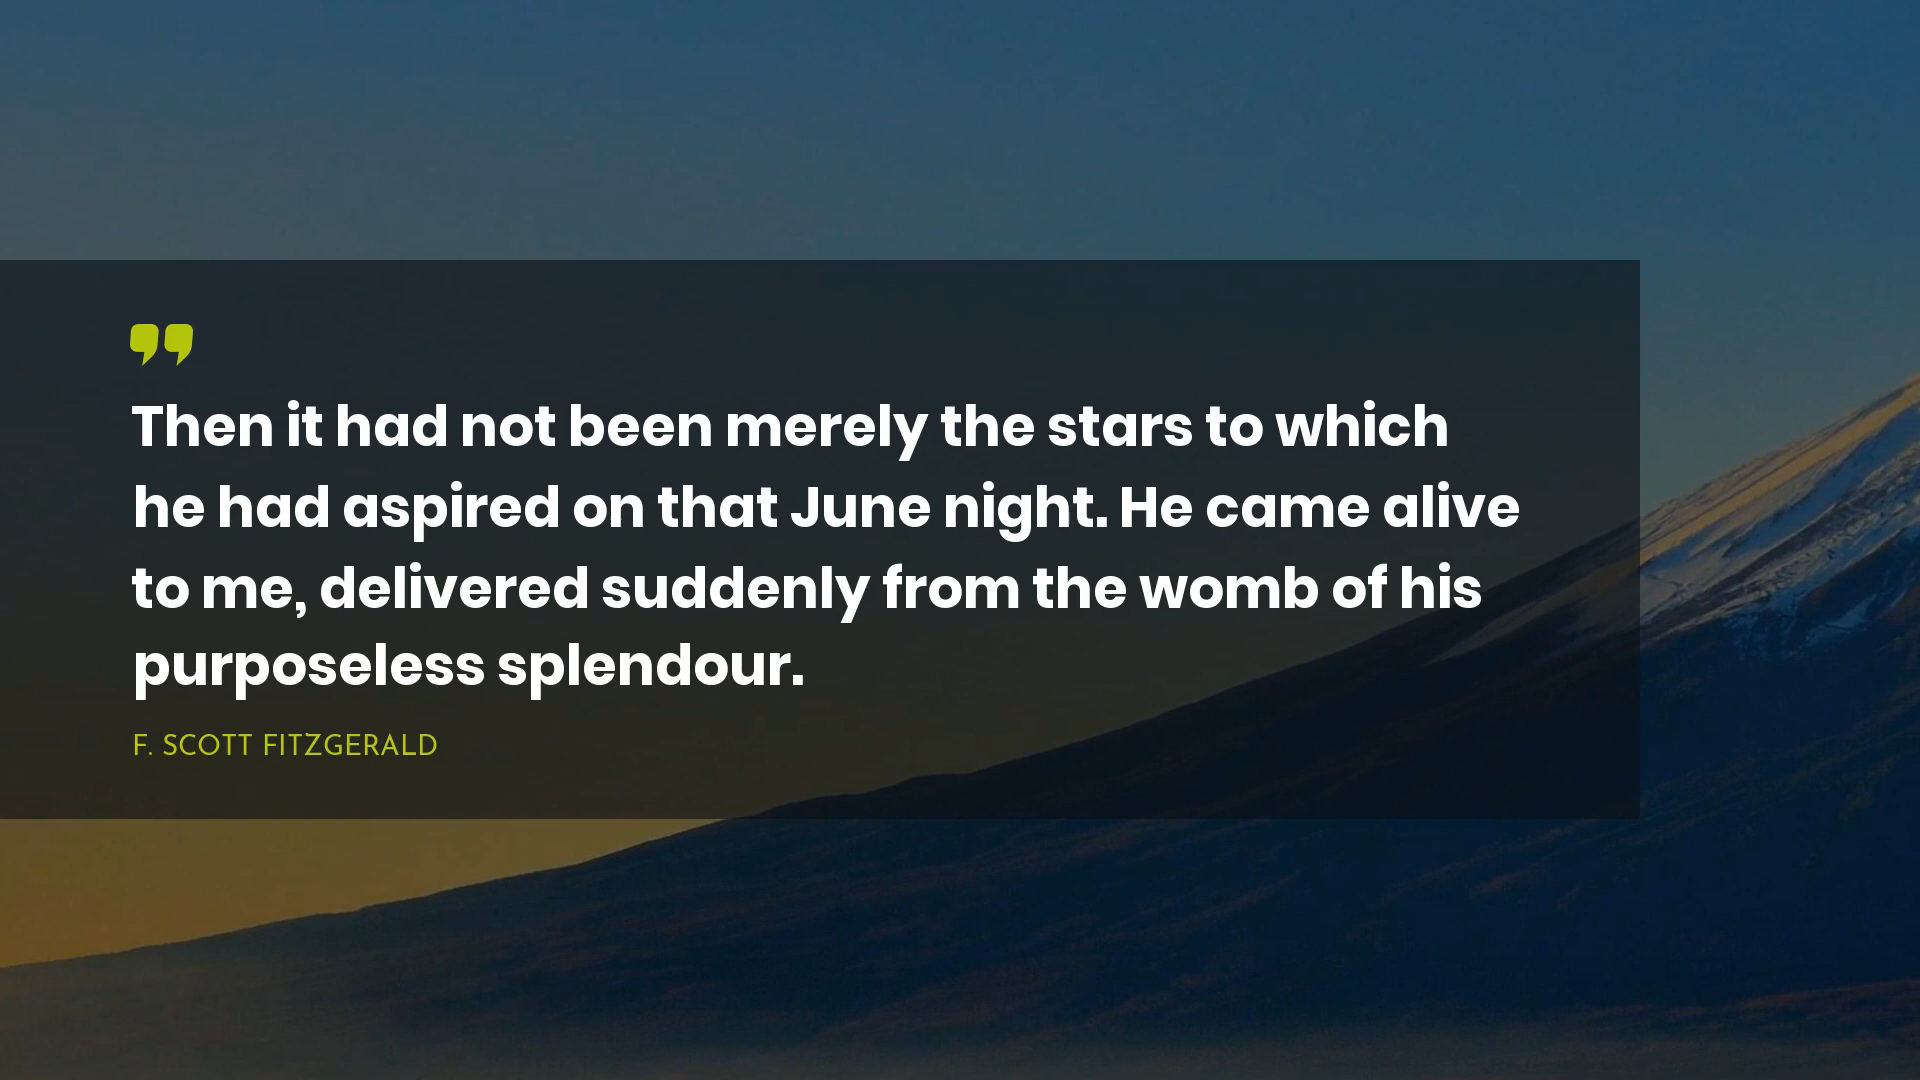 Then it had not been merely the stars to which
he had aspired on that June night. He came alive
to me, delivered suddenly from the womb of his
purposeless splendour.
F. SCOTT FITZGERALD